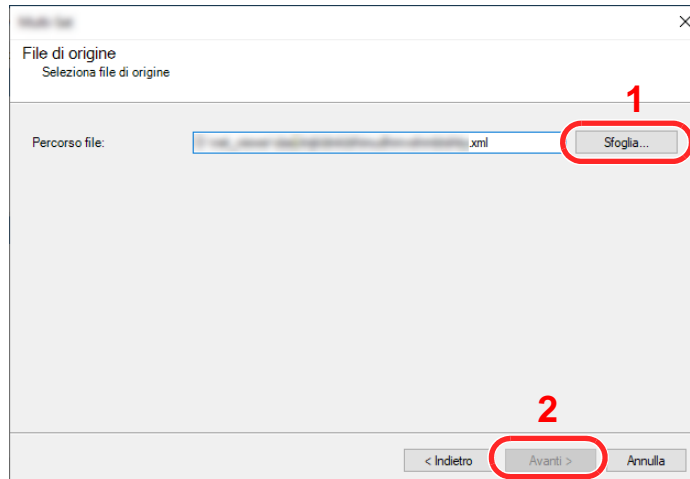 File di origine
Seleziona file di origine
1
Percorso file: .xml Sfoglia...
2
< Indietro Avanti > Annulla